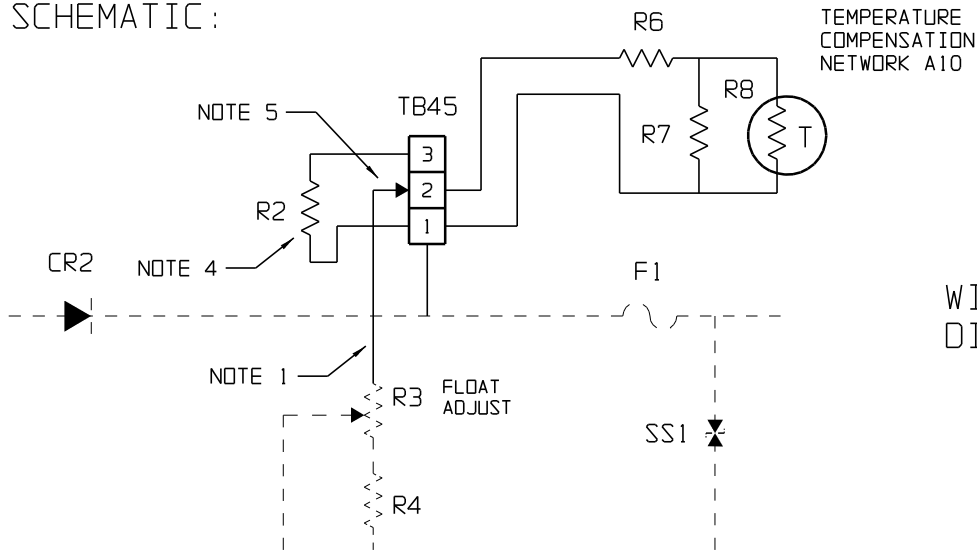 SCHEMATIC:
R6
TEMPERATURE
COMPENSATION
NETWORK A10
R8
NOTE 5
TB45
R7
T
3
2
R2
1
CR2
NOTE 4
F1
NOTE 1
R3
FLOAT
ADJUST
SS1
R4